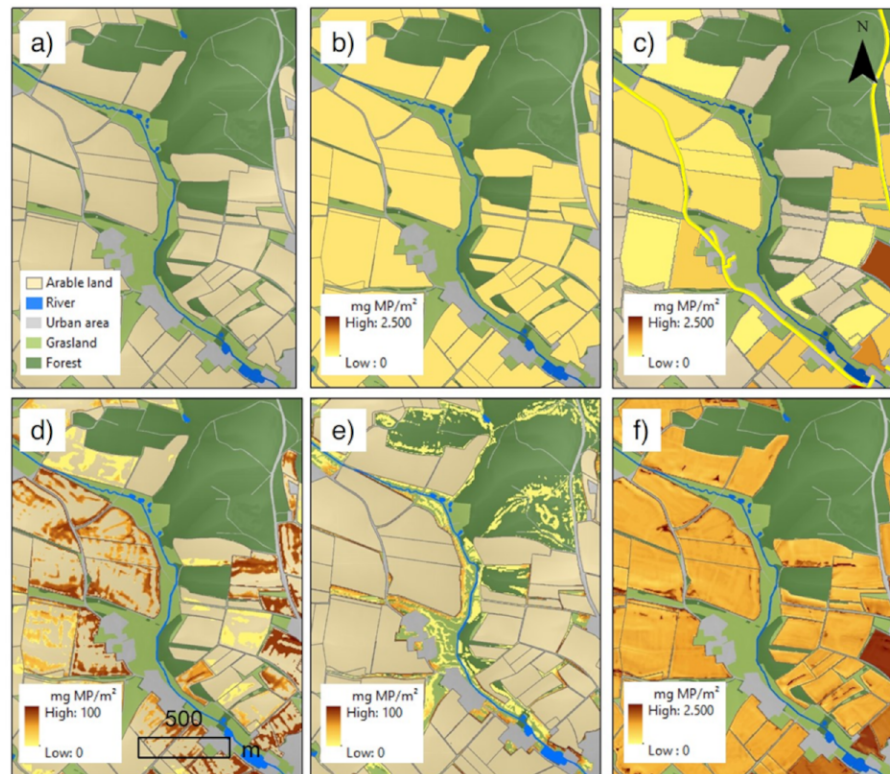 a)
Arable land
River
Urban area
Grasland
Forest
b)
mg MP/m²
High: 2.500
Low : 0
c)
N
mg MP/m²
High: 2.500
Low : 0
d)
mg MP/m²
High: 100
Low: 0
500
m
e)
mg MP/m²
High: 100
Low: 0
f)
mg MP/m²
High: 2.500
Low: 0